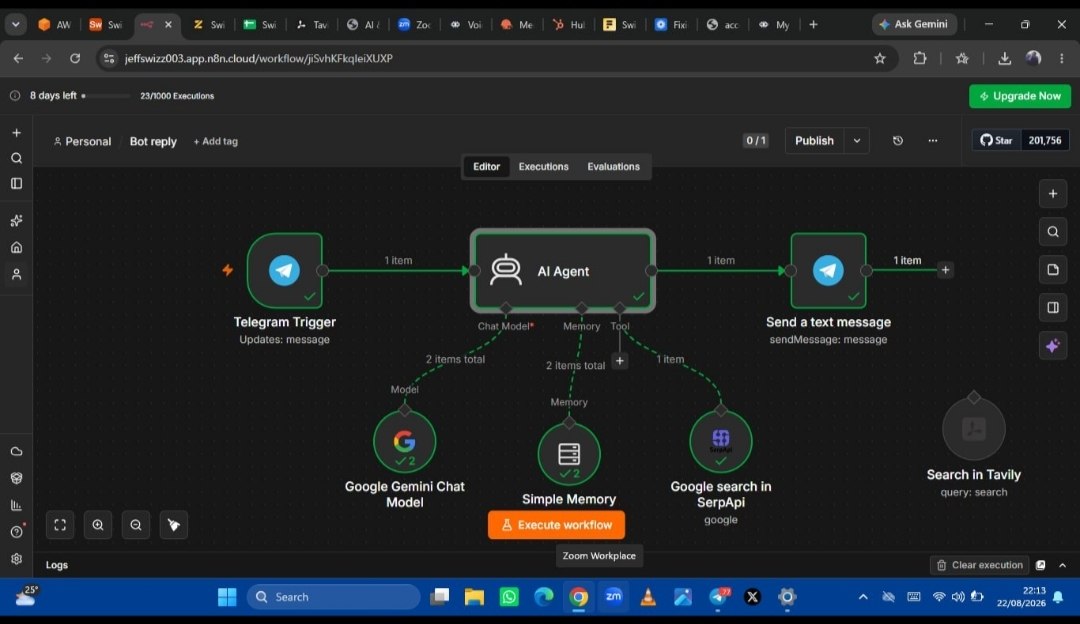 AW
Swi
Swi
Swi
Tav
AI
Zoc
Voi
Me
Hul
Swi
Fixi
acc
My
Ask Gemini
jeffswizz003.app.n8n.cloud/workflow/jiSvhKFkqIeiXUXP
8 days left
23/1000 Executions
Upgrade Now
Personal
Bot reply
+ Add tag
0 / 1
Publish
Star
201,756
Editor
Executions
Evaluations
1 item
AI Agent
1 item
1 item
Telegram Trigger
Updates: message
Chat Model*
Memory
Tool
Send a text message
sendMessage: message
2 items total
2 items total
1 item
Model
Memory
2
2
SerpApi
Google Gemini Chat
Model
Simple Memory
Google search in
SerpApi
google
Search in Tavily
query: search
Execute workflow
Zoom Workplace
Logs
Clear execution
25°
Search
zm
22:13
22/08/2026